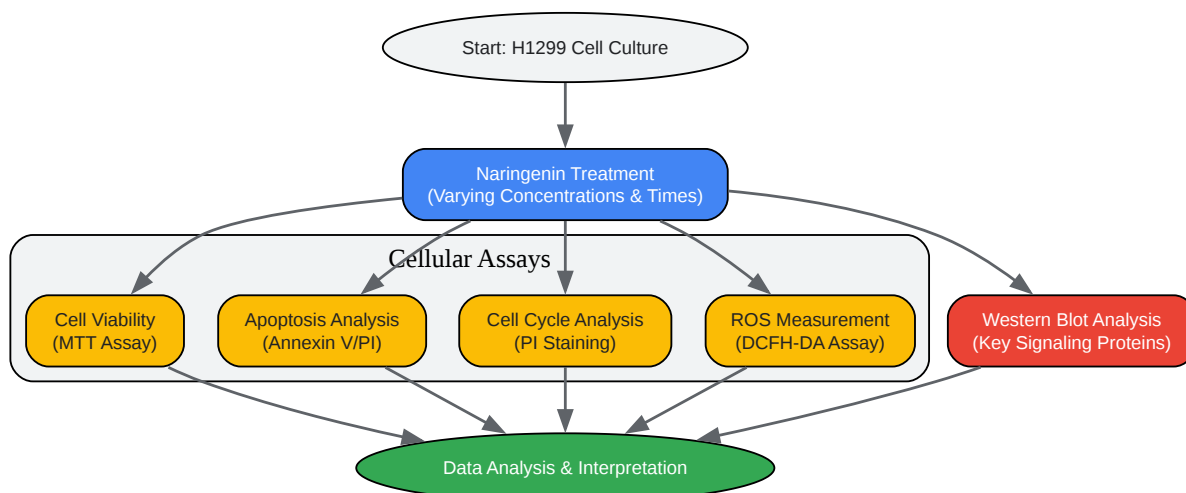 Start: H1299 Cell Culture
Naringenin Treatment
(Varying Concentrations & Times)
Cellular Assays
Cell Viability
(MTT Assay)
Apoptosis Analysis
(Annexin V/PI)
Cell Cycle Analysis
(PI Staining)
ROS Measurement
(DCFH-DA Assay)
Western Blot Analysis
(Key Signaling Proteins)
Data Analysis & Interpretation